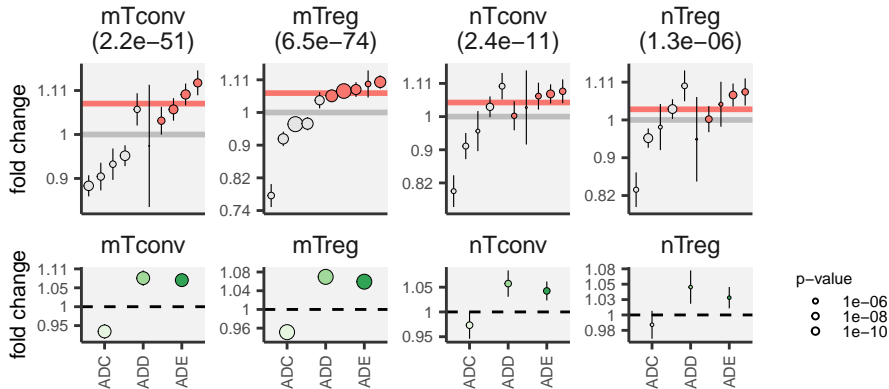 mTconv
(2.2e−51)
mTreg
(6.5e−74)
nTconv
(2.4e−11)
nTreg
(1.3e−06)
fold change
1.11
1
0.9
1.11
1
0.9
0.82
0.74
1.11
1
0.9
0.82
1.11
1
0.9
0.82
mTconv
mTreg
nTconv
nTreg
fold change
1.11
1.05
1
0.95
1.08
1.04
1
0.96
1.05
1
0.95
1.08
1.05
1.03
1
0.98
ADC
ADD
ADE
ADC
ADD
ADE
ADC
ADD
ADE
ADC
ADD
ADE
p−value
1e−06
1e−08
1e−10